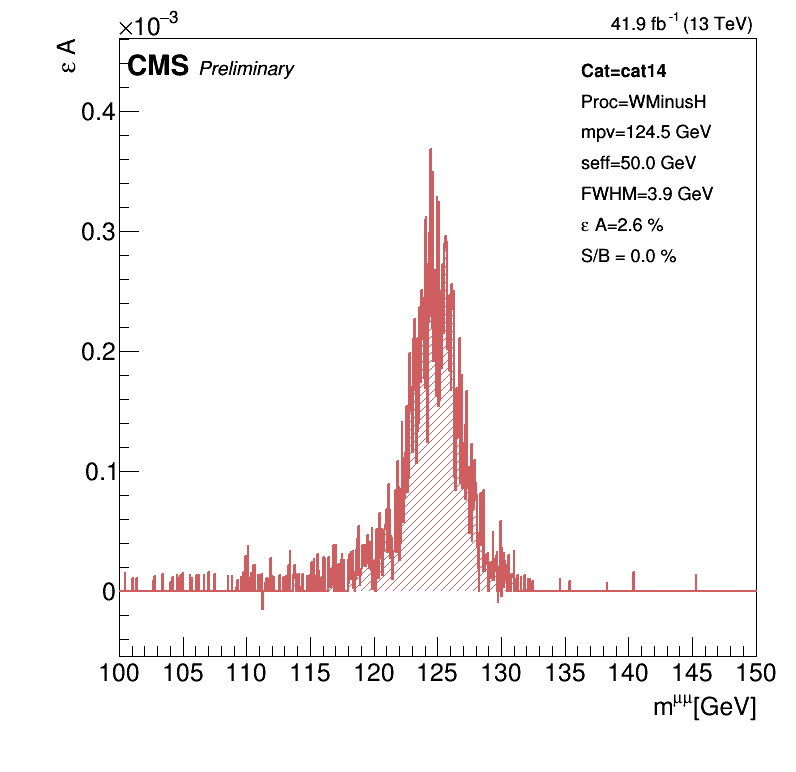 ×10⁻³
41.9 fb⁻¹ (13 TeV)
ε A
CMS Preliminary
Cat=cat14
Proc=WMinusH
mpv=124.5 GeV
seff=50.0 GeV
FWHM=3.9 GeV
ε A=2.6 %
S/B = 0.0 %
0.4
0.3
0.2
0.1
0
100 105 110 115 120 125 130 135 140 145 150
m^μμ[GeV]